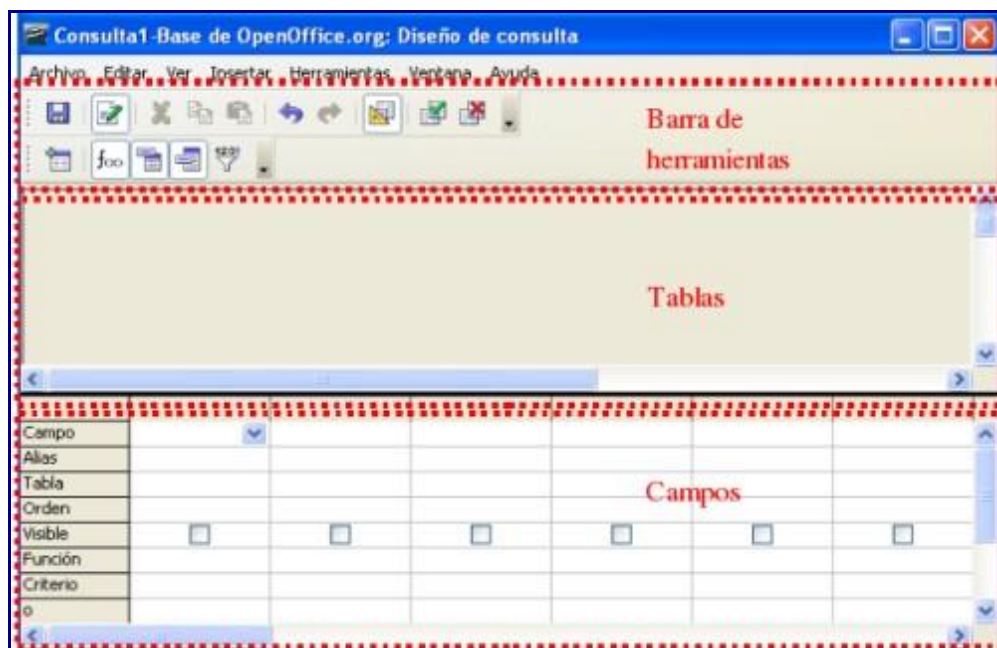 Consulta1-Base de OpenOffice.org: Diseño de consulta
Archivo Editar Ver Insertar Herramientas Ventana Ayuda
Barra de
herramientas
Tablas
Campo
Alias
Tabla
Orden
Visible
Función
Criterio
o
Campos